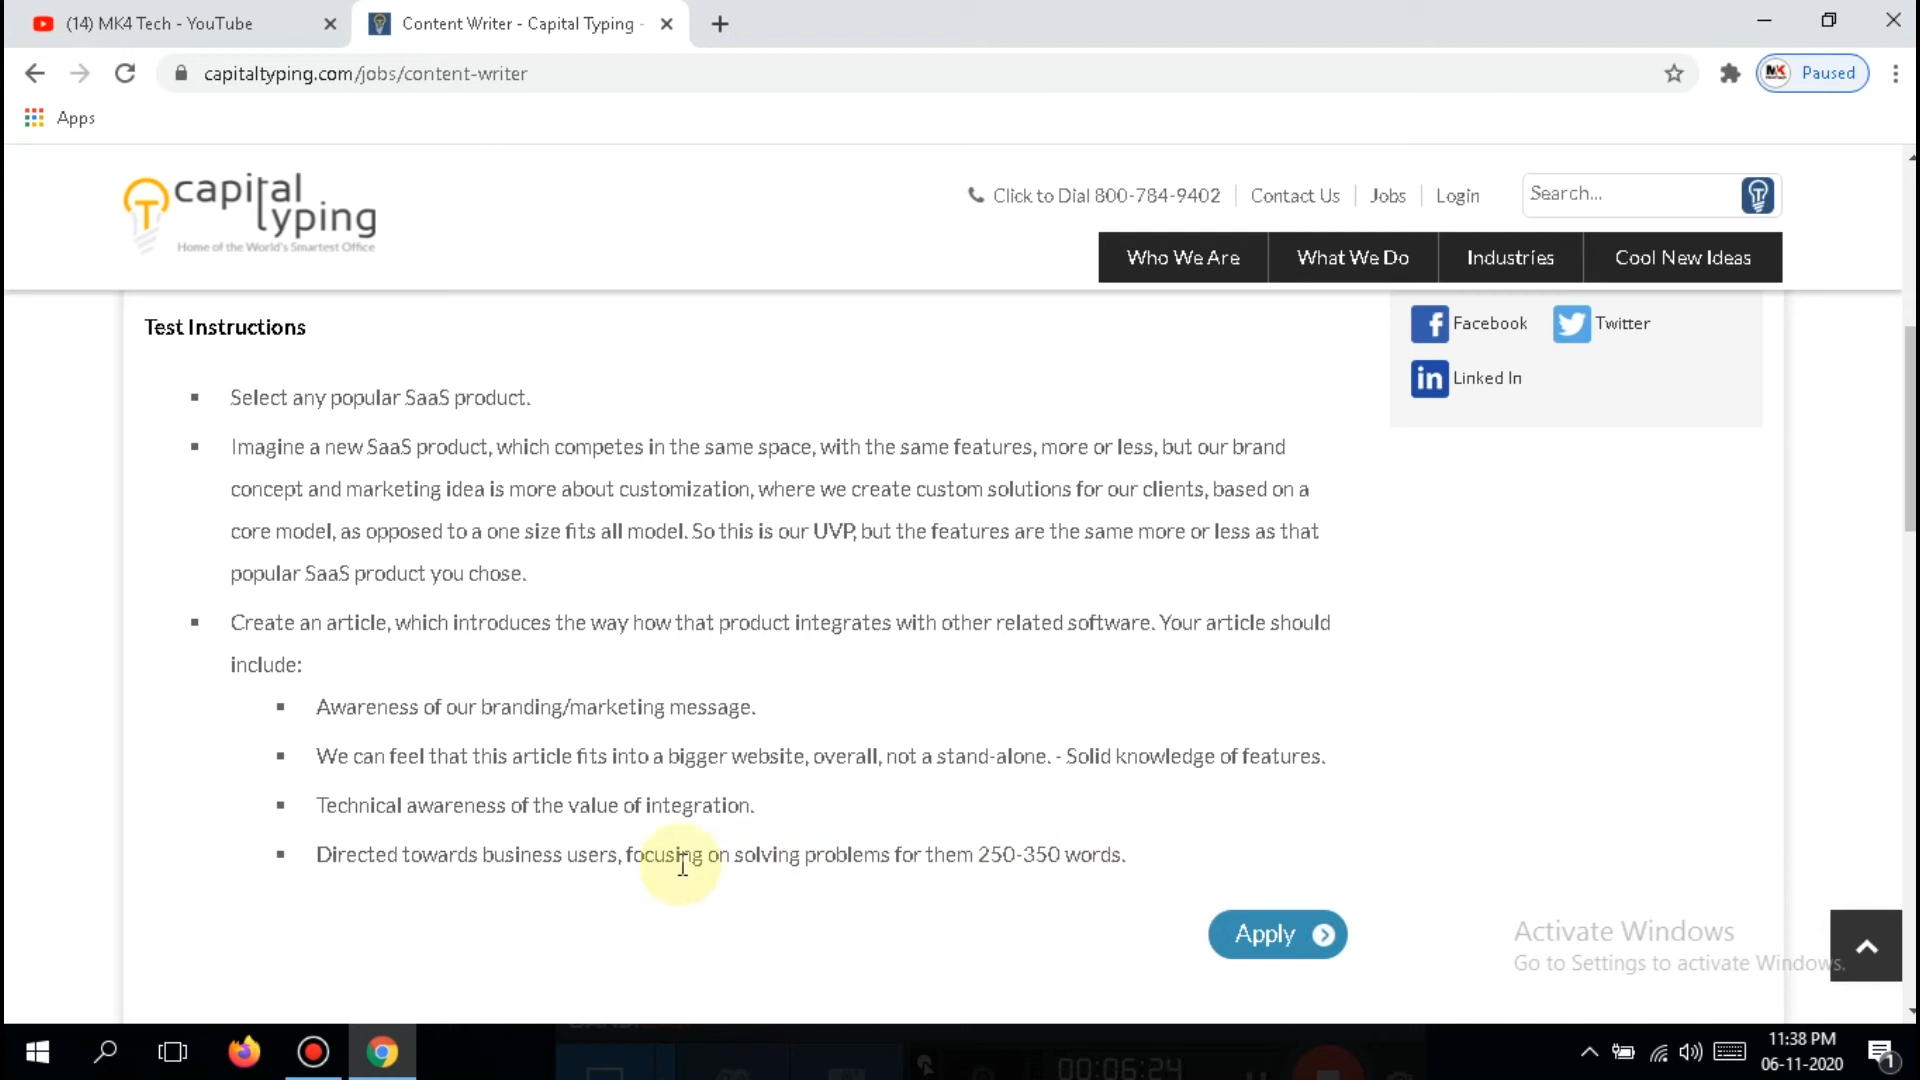 (14) MK4 Tech - YouTube
Content Writer - Capital Typing -
capitaltyping.com/jobs/content-writer
Paused
Apps
capital typing
Home of the World's Smartest Office
Click to Dial 800-784-9402
Contact Us
Jobs
Login
Search...
Who We Are
What We Do
Industries
Cool New Ideas
Test Instructions
Facebook
Twitter
Linked In
Select any popular SaaS product.
Imagine a new SaaS product, which competes in the same space, with the same features, more or less, but our brand
concept and marketing idea is more about customization, where we create custom solutions for our clients, based on a
core model, as opposed to a one size fits all model. So this is our UVP, but the features are the same more or less as that
popular SaaS product you chose.
Create an article, which introduces the way how that product integrates with other related software. Your article should
include:
Awareness of our branding/marketing message.
We can feel that this article fits into a bigger website, overall, not a stand-alone. - Solid knowledge of features.
Technical awareness of the value of integration.
Directed towards business users, focusing on solving problems for them 250-350 words.
Apply
Activate Windows
Go to Settings to activate Windows.
00:06:24
11:38 PM
06-11-2020
1